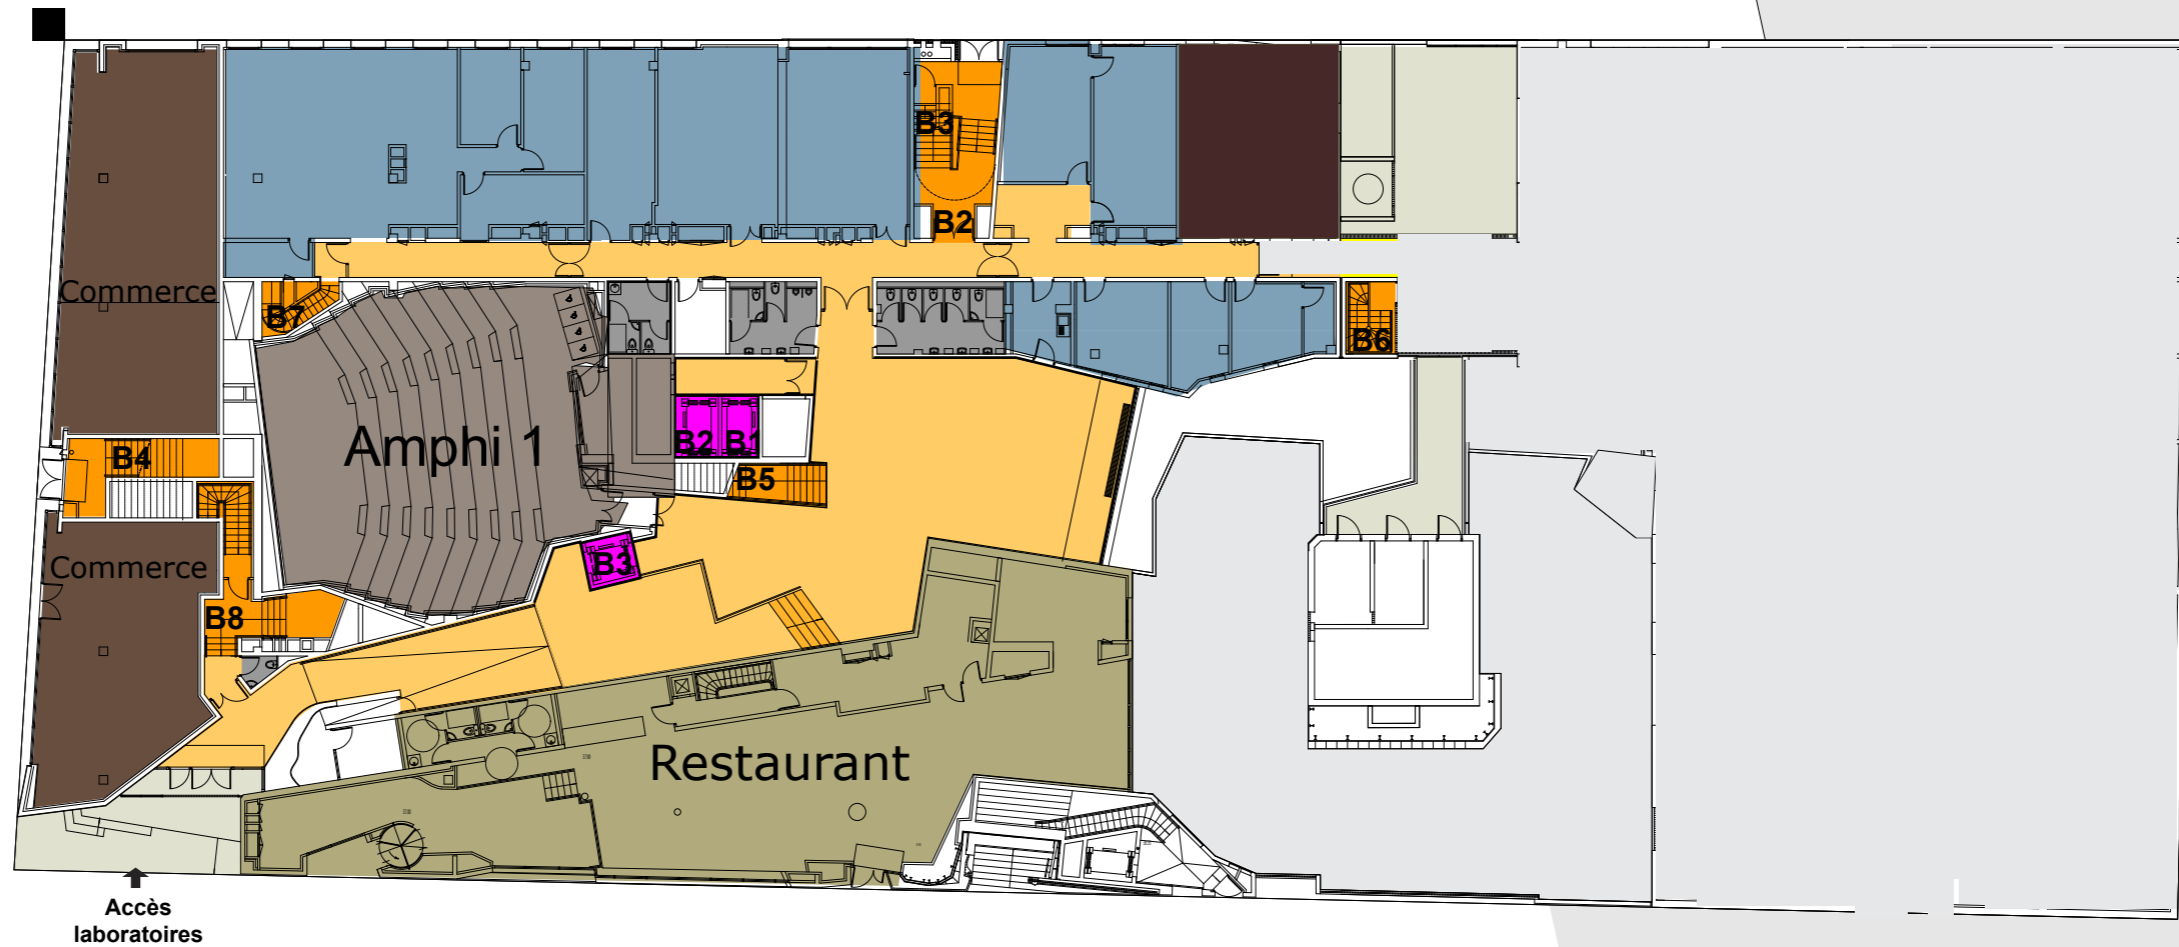 B3
B2
Commerce
B7
B6
Amphi 1
B2
B1
B4
B5
B3
Commerce
B8
Restaurant
Accès
laboratoires